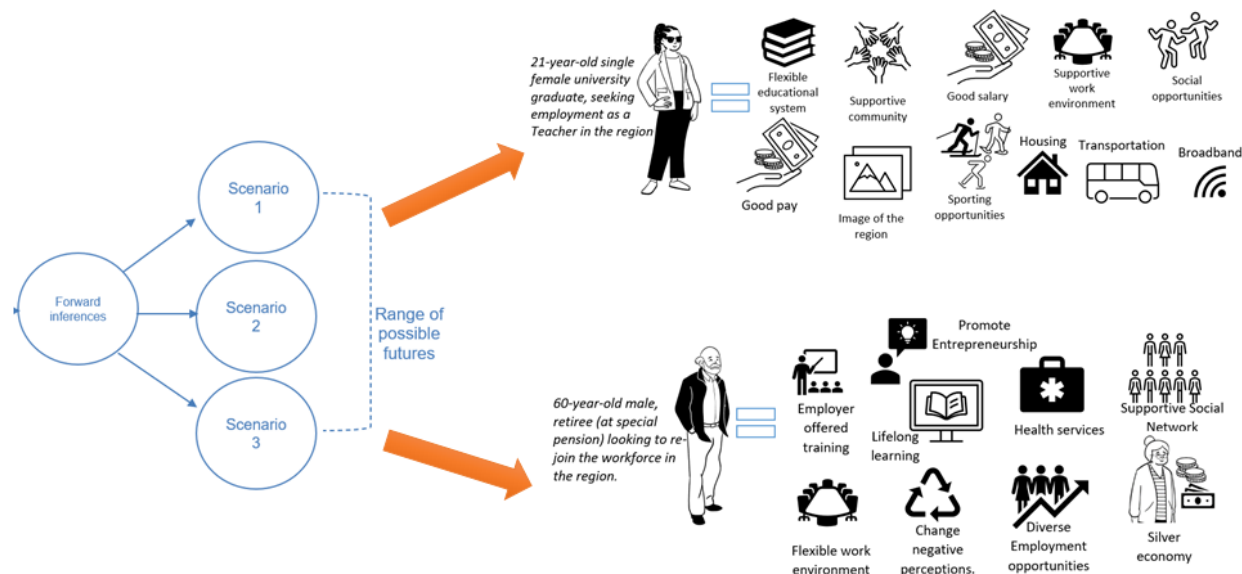 Forward
inferences
Scenario
1
Scenario
2
Scenario
3
Range of
possible
futures
21-year-old single
female university
graduate, seeking
employment as a
Teacher in the region
Flexible
educational
system
Supportive
community
Good salary
Supportive
work
environment
Social
opportunities
Good pay
Image of the
region
Sporting
opportunities
Housing
Transportation
Broadband
60-year-old male,
retiree (at special
pension) looking to re-
join the workforce in
the region.
Employer
offered
training
Promote
Entrepreneurship
Lifelong
learning
Health services
Supportive Social
Network
Flexible work
environment
Change
negative
perceptions.
Diverse
Employment
opportunities
Silver
economy